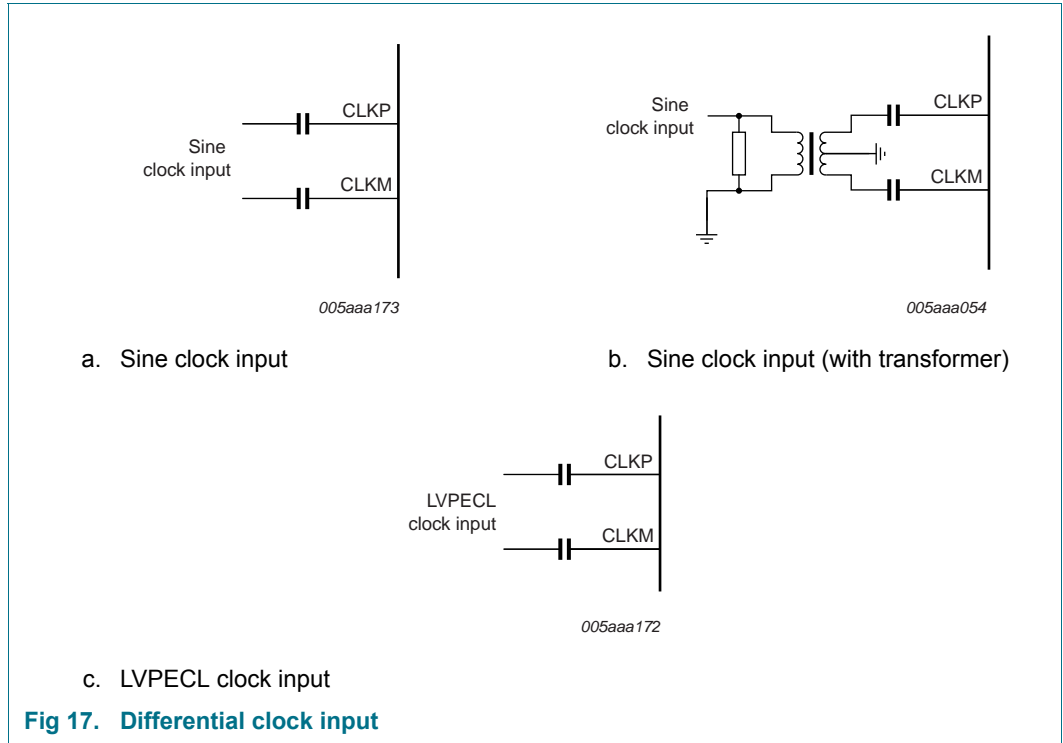 Sine
clock input
CLKP
CLKM
005aaa173
a. Sine clock input
Sine
clock input
CLKP
CLKM
005aaa054
b. Sine clock input (with transformer)
LVPECL
clock input
CLKP
CLKM
005aaa172
c. LVPECL clock input
Fig 17. Differential clock input